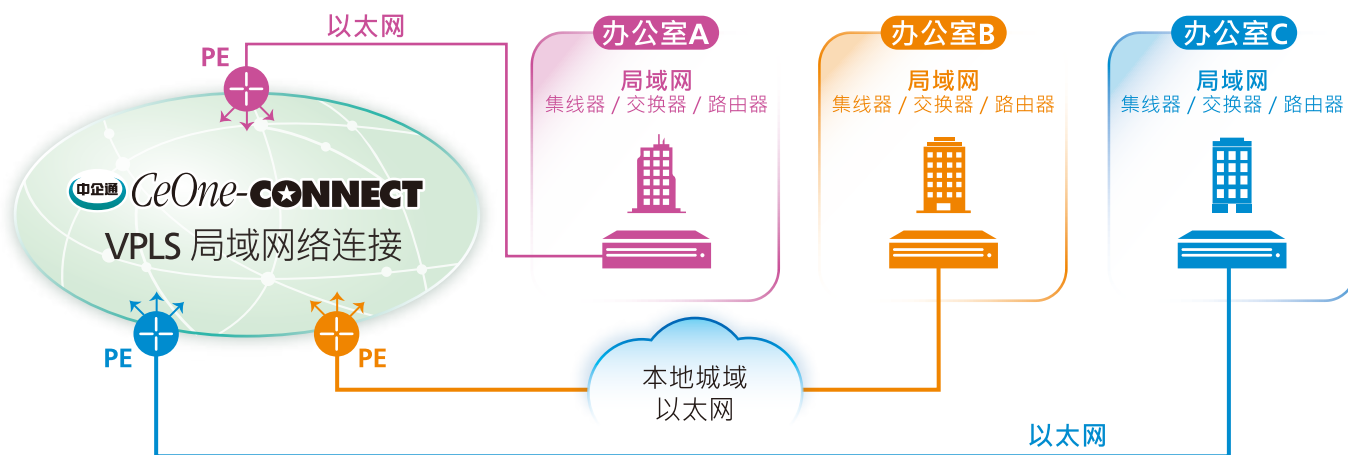 以太网
PE
办公室A
局域网
集线器 / 交换器 / 路由器
办公室B
局域网
集线器 / 交换器 / 路由器
办公室C
局域网
集线器 / 交换器 / 路由器
中企通 CeOne-CONNECT
VPLS 局域网络连接
PE
PE
本地城域
以太网
以太网